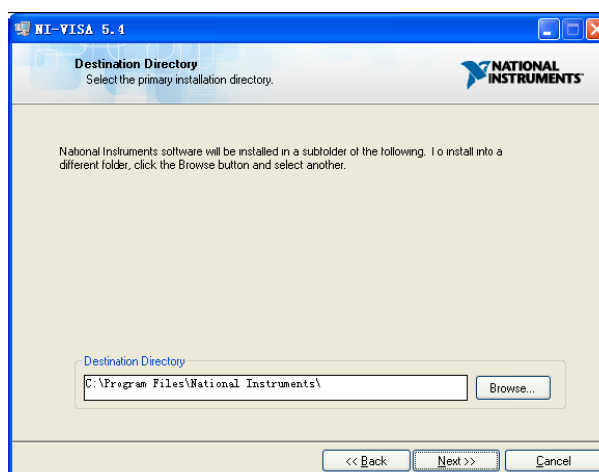 NI-VISA 5.4
Destination Directory
Select the primary installation directory.
NATIONAL
INSTRUMENTS™
National Instruments software will be installed in a subfolder of the following. To install into a
different folder, click the Browse button and select another.
Destination Directory
C:\Program Files\National Instruments\
Browse...
<< Back
Next >>
Cancel